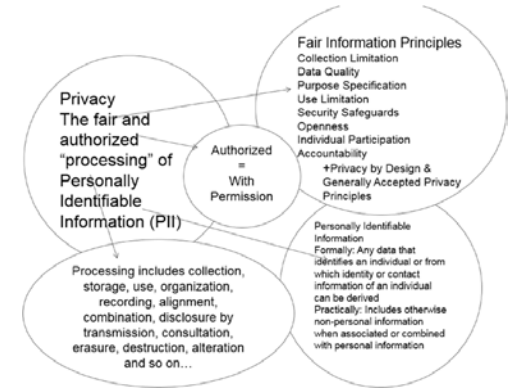 Privacy
The fair and
authorized
“processing” of
Personally
Identifiable
Information (PII)
Authorized
=
With
Permission
Fair Information Principles
Collection Limitation
Data Quality
Purpose Specification
Use Limitation
Security Safeguards
Openness
Individual Participation
Accountability
+Privacy by Design &
Generally Accepted Privacy
Principles
Processing includes collection,
storage, use, organization,
recording, alignment,
combination, disclosure by
transmission, consultation,
erasure, destruction, alteration
and so on…
Personally Identifiable
Information
Formally: Any data that
identifies an individual or from
which identity or contact
information of an individual
can be derived
Practically: Includes otherwise
non-personal information
when associated or combined
with personal information